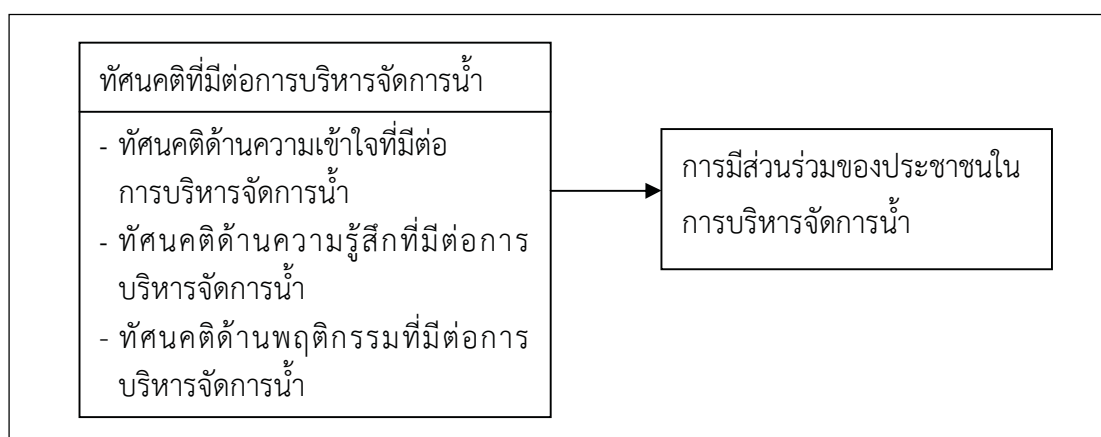 ทัศนคติที่มีต่อการบริหารจัดการน้ำ
- ทัศนคติด้านความเข้าใจที่มีต่อ
การบริหารจัดการน้ำ
- ทัศนคติด้านความรู้สึกที่มีต่อการ
บริหารจัดการน้ำ
- ทัศนคติด้านพฤติกรรมที่มีต่อการ
บริหารจัดการน้ำ
การมีส่วนร่วมของประชาชนใน
การบริหารจัดการน้ำ